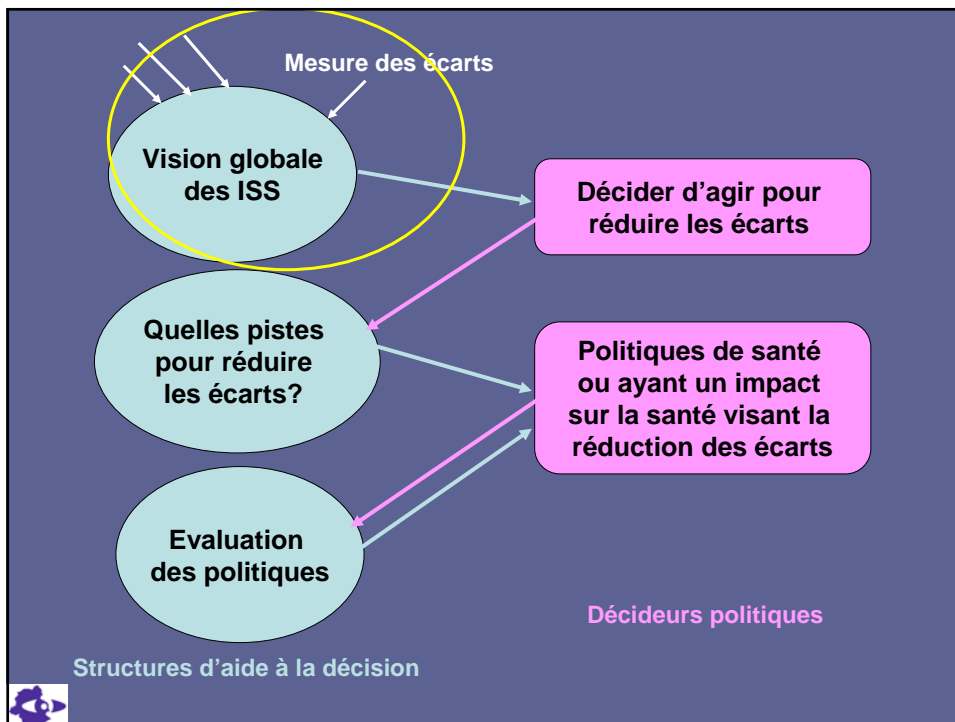 Mesure des écarts
Vision globale
des ISS
Décider d'agir pour
réduire les écarts
Quelles pistes
pour réduire
les écarts?
Politiques de santé
ou ayant un impact
sur la santé visant la
réduction des écarts
Evaluation
des politiques
Décideurs politiques
Structures d'aide à la décision